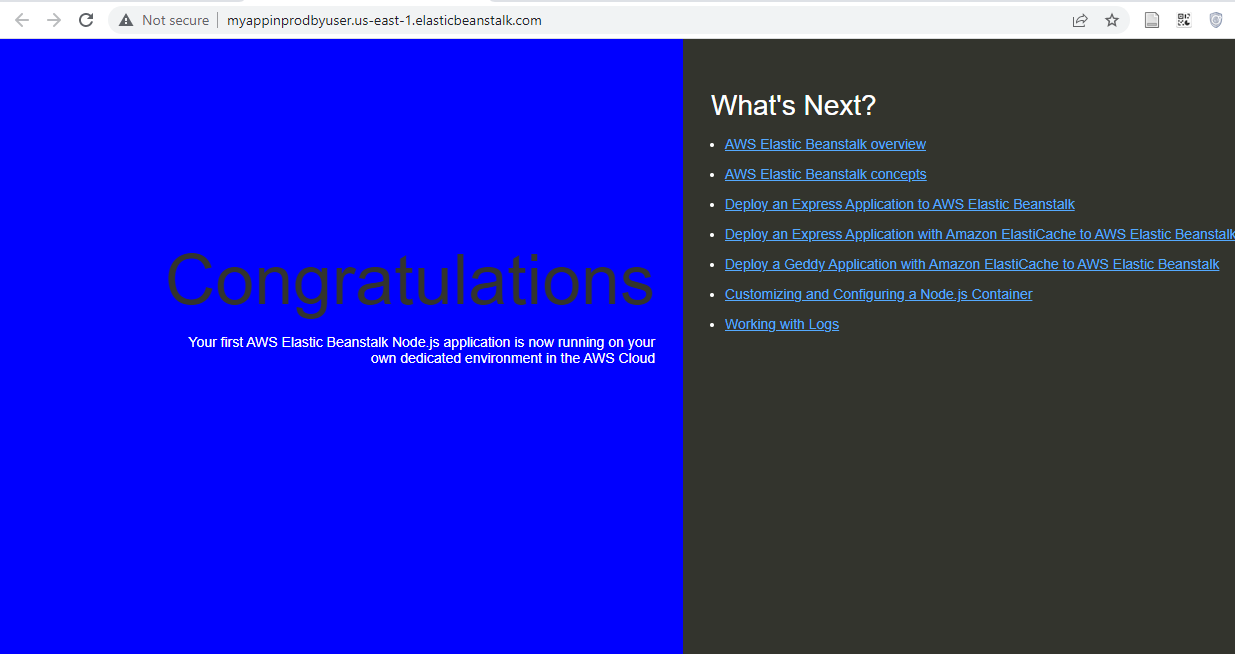 Not secure | myappinprodbyuser.us-east-1.elasticbeanstalk.com
Congratulations
Your first AWS Elastic Beanstalk Node.js application is now running on your
own dedicated environment in the AWS Cloud
What's Next?
AWS Elastic Beanstalk overview
AWS Elastic Beanstalk concepts
Deploy an Express Application to AWS Elastic Beanstalk
Deploy an Express Application with Amazon ElastiCache to AWS Elastic Beanstalk
Deploy a Geddy Application with Amazon ElastiCache to AWS Elastic Beanstalk
Customizing and Configuring a Node.js Container
Working with Logs